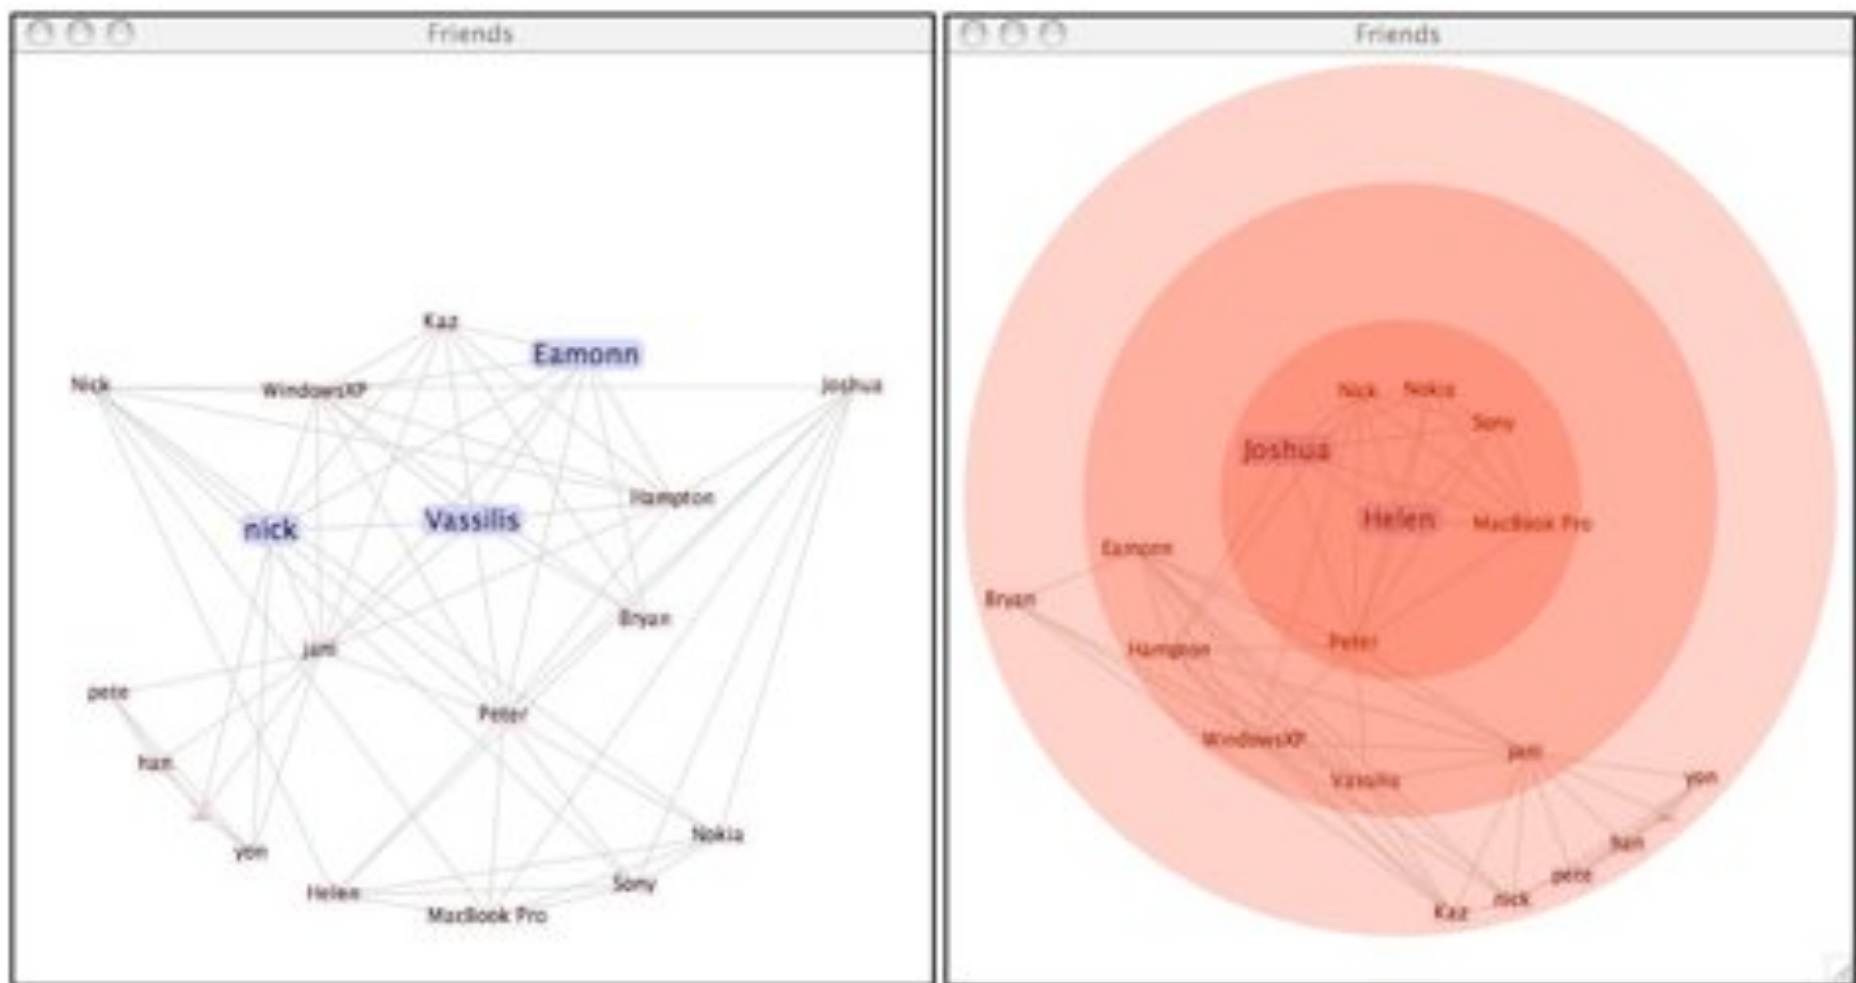 Friends
Kaz
Eamonn
Nick
WindowsXP
Joshua
Hampton
nick
Vassilis
Bryan
jani
pete
Peter
han
yon
Nokia
Helen
Sony
MacBook Pro
Friends
Nick
Nokia
Sony
Joshua
Helen
MacBook Pro
Eamonn
Bryan
Hampton
Peter
WindowsXP
jani
Vassilis
yon
han
pete
nick
Kaz